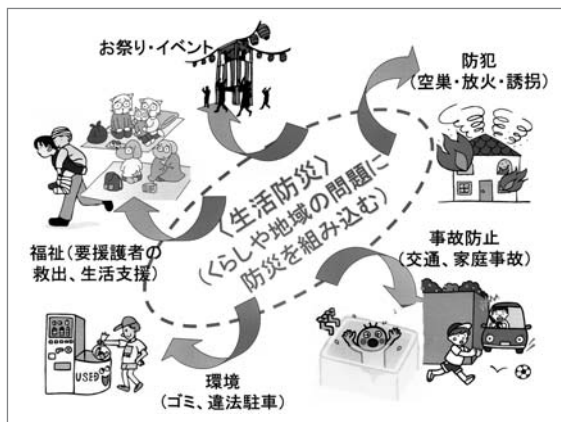 お祭り・イベント
防犯
(空巣・放火・誘拐)
〈生活防災〉
(くらしや地域の問題に
防災を組み込む)
福祉(要援護者の
救出、生活支援)
事故防止
(交通、家庭事故)
環境
(ゴミ、違法駐車)
USED